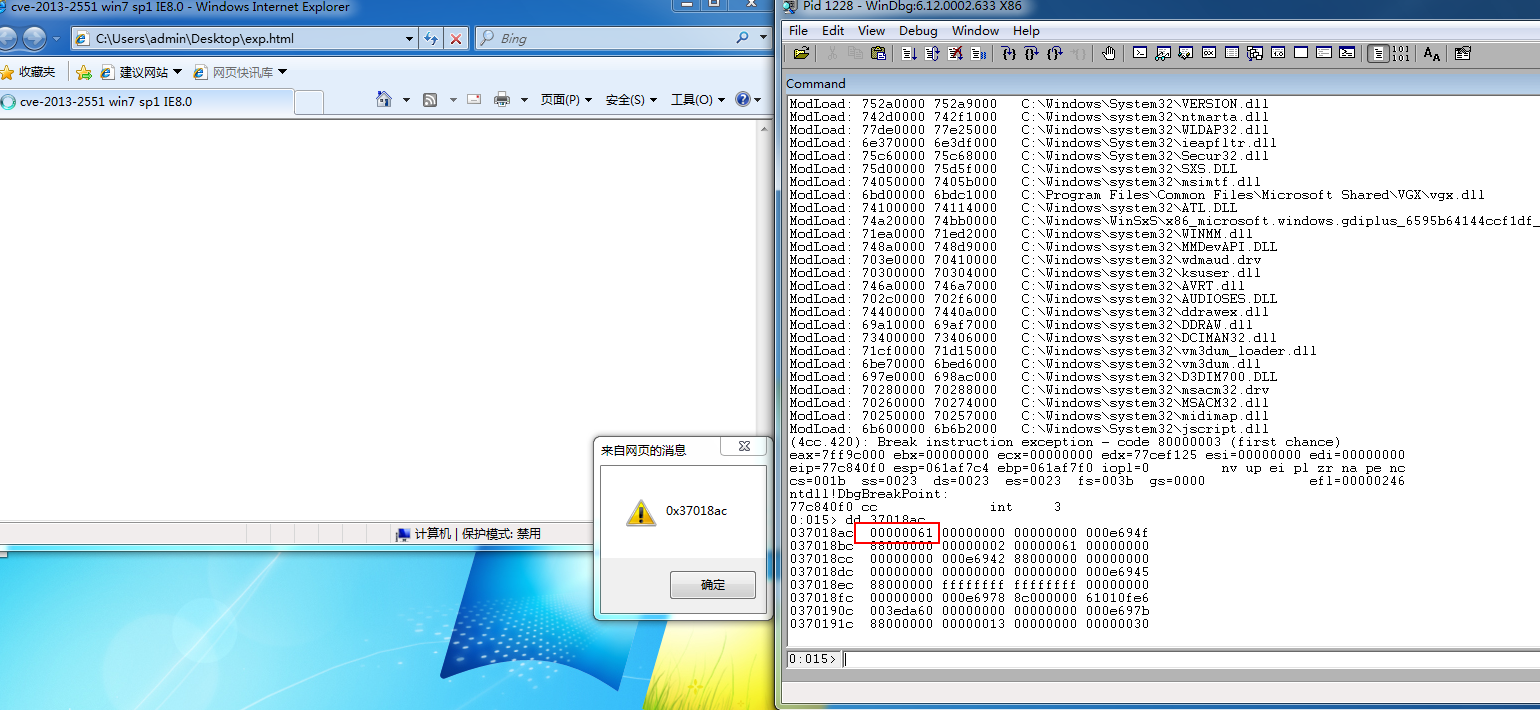 cve-2013-2551 win7 sp1 IE8.0 - Windows Internet Explorer
C:\Users\admin\Desktop\exp.html
Bing
收藏夹
建议网站
网页快讯库
cve-2013-2551 win7 sp1 IE8.0
页面(P)
安全(S)
工具(O)
来自网页的消息
0x37018ac
确定
计算机 | 保护模式: 禁用
Pid 1228 - WinDbg:6.12.0002.633 X86
File Edit View Debug Window Help
Command
ModLoad: 752a0000 752a9000 C:\Windows\System32\VERSION.dll
ModLoad: 742d0000 742f1000 C:\Windows\System32\ntmarta.dll
ModLoad: 77de0000 77e25000 C:\Windows\System32\WLDAP32.dll
ModLoad: 6e370000 6e3df000 C:\Windows\System32\ieapfltr.dll
ModLoad: 75c60000 75c68000 C:\Windows\System32\Secur32.dll
ModLoad: 75d00000 75d5f000 C:\Windows\System32\SXS.DLL
ModLoad: 74050000 7405b000 C:\Windows\system32\msimtf.dll
ModLoad: 6bd00000 6bdc1000 C:\Program Files\Common Files\Microsoft Shared\VGX\vgx.dll
ModLoad: 74100000 74114000 C:\Windows\system32\ATL.DLL
ModLoad: 74a20000 74bb0000 C:\Windows\WinSxS\x86_microsoft.windows.gdiplus_6595b64144ccf1df_
ModLoad: 71ea0000 71ed2000 C:\Windows\system32\WINMM.dll
ModLoad: 748a0000 748d9000 C:\Windows\system32\MMDevAPI.DLL
ModLoad: 703e0000 70410000 C:\Windows\system32\wdmaud.drv
ModLoad: 70300000 70304000 C:\Windows\system32\ksuser.dll
ModLoad: 746a0000 746a7000 C:\Windows\system32\AVRT.dll
ModLoad: 702c0000 702f6000 C:\Windows\system32\AUDIOSES.DLL
ModLoad: 74400000 7440a000 C:\Windows\system32\ddrawex.dll
ModLoad: 69a10000 69af7000 C:\Windows\system32\DDRAW.dll
ModLoad: 73400000 73406000 C:\Windows\system32\DCIMAN32.dll
ModLoad: 71cf0000 71d15000 C:\Windows\system32\vm3dum_loader.dll
ModLoad: 6be70000 6bed6000 C:\Windows\system32\vm3dum.dll
ModLoad: 697e0000 698ac000 C:\Windows\system32\D3DIM700.DLL
ModLoad: 70280000 70288000 C:\Windows\system32\msacm32.drv
ModLoad: 70260000 70274000 C:\Windows\system32\MSACM32.dll
ModLoad: 70250000 70257000 C:\Windows\system32\midimap.dll
ModLoad: 6b600000 6b6b2000 C:\Windows\system32\jscript.dll
(4cc.420): Break instruction exception - code 80000003 (first chance)
eax=7ff9c000 ebx=00000000 ecx=00000000 edx=77cef125 esi=00000000 edi=00000000
eip=77c840f0 esp=061af7c4 ebp=061af7f0 iopl=0 nv up ei pl zr na pe nc
cs=001b ss=0023 ds=0023 es=0023 fs=003b gs=0000 efl=00000246
ntdll!DbgBreakPoint:
77c840f0 cc int 3
0:015> dd 37018ac
037018ac 00000061 00000000 00000000 000e694f
037018bc 88000000 00000002 00000061 00000000
037018cc 00000000 000e6942 88000000 00000000
037018dc 00000000 00000000 00000000 000e6945
037018ec 88000000 ffffffff ffffffff 00000000
037018fc 00000000 000e6978 8c000000 61010fe6
0370190c 003eda60 00000000 00000000 000e697b
0370191c 88000000 00000013 00000000 00000030
0:015>